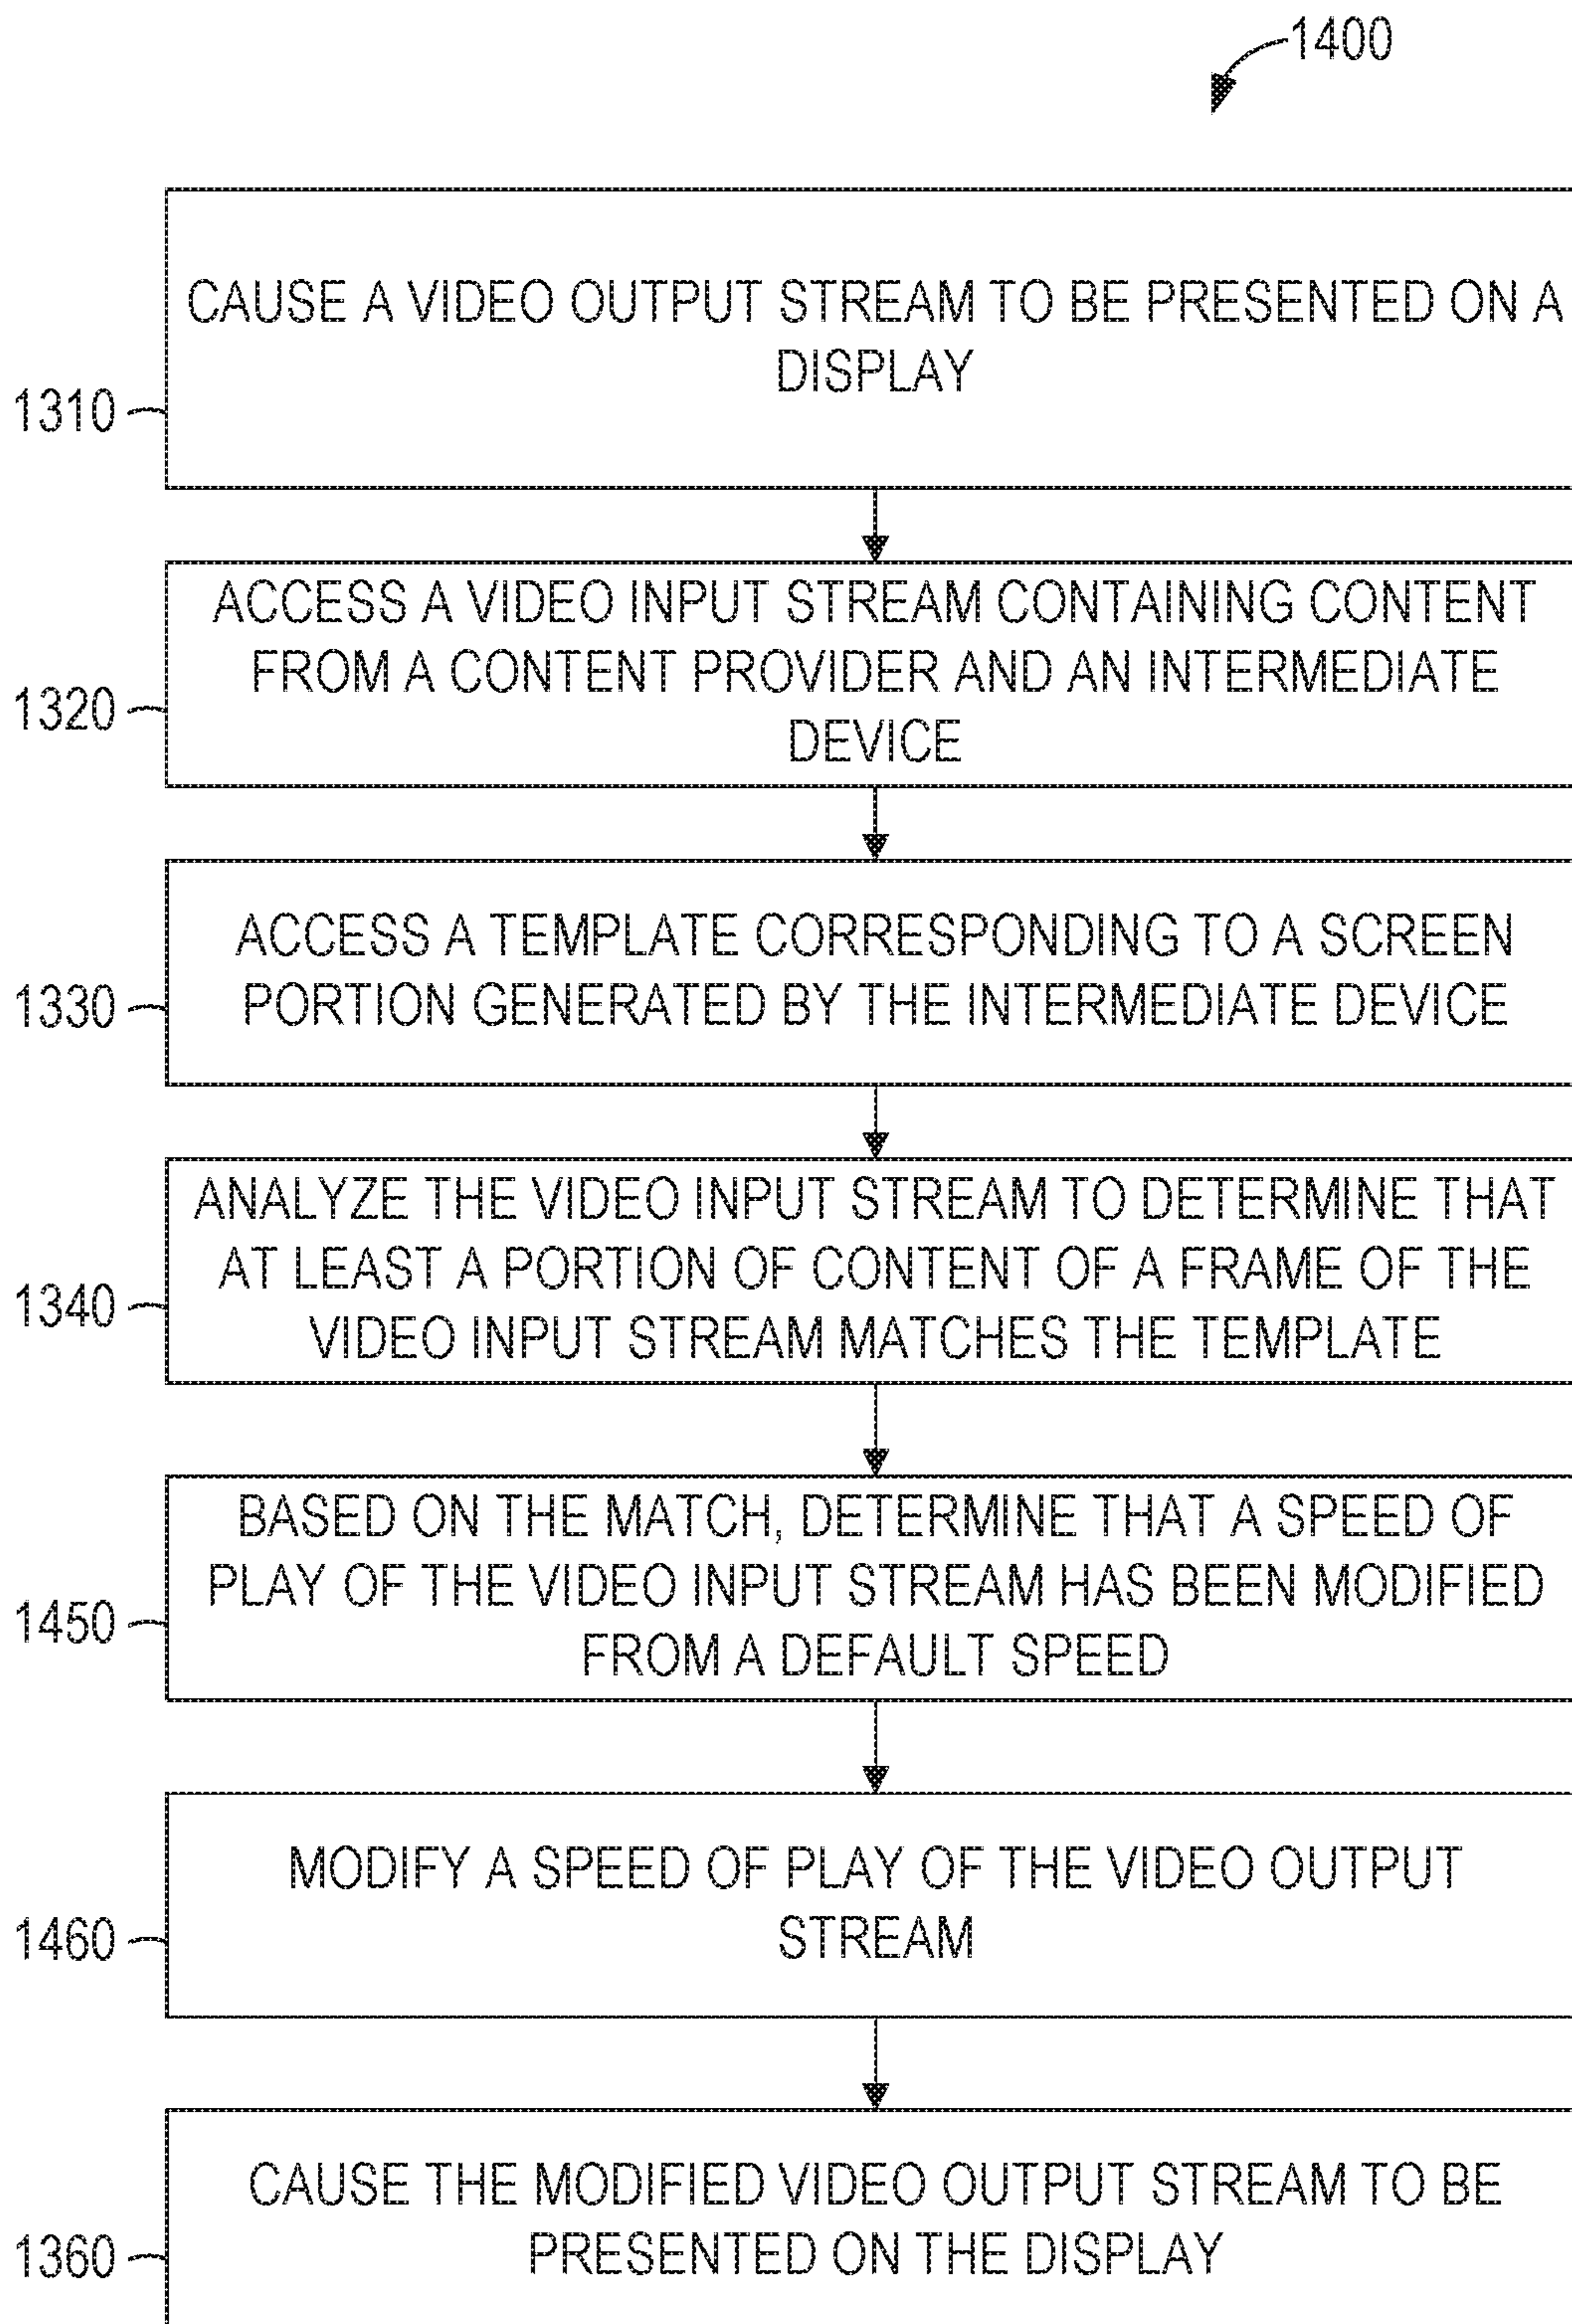 1400
CAUSE A VIDEO OUTPUT STREAM TO BE PRESENTED ON A
DISPLAY
1310
ACCESS A VIDEO INPUT STREAM CONTAINING CONTENT
FROM A CONTENT PROVIDER AND AN INTERMEDIATE
DEVICE
1320
ACCESS A TEMPLATE CORRESPONDING TO A SCREEN
PORTION GENERATED BY THE INTERMEDIATE DEVICE
1330
ANALYZE THE VIDEO INPUT STREAM TO DETERMINE THAT
AT LEAST A PORTION OF CONTENT OF A FRAME OF THE
VIDEO INPUT STREAM MATCHES THE TEMPLATE
1340
BASED ON THE MATCH, DETERMINE THAT A SPEED OF
PLAY OF THE VIDEO INPUT STREAM HAS BEEN MODIFIED
FROM A DEFAULT SPEED
1450
MODIFY A SPEED OF PLAY OF THE VIDEO OUTPUT
STREAM
1460
CAUSE THE MODIFIED VIDEO OUTPUT STREAM TO BE
PRESENTED ON THE DISPLAY
1360